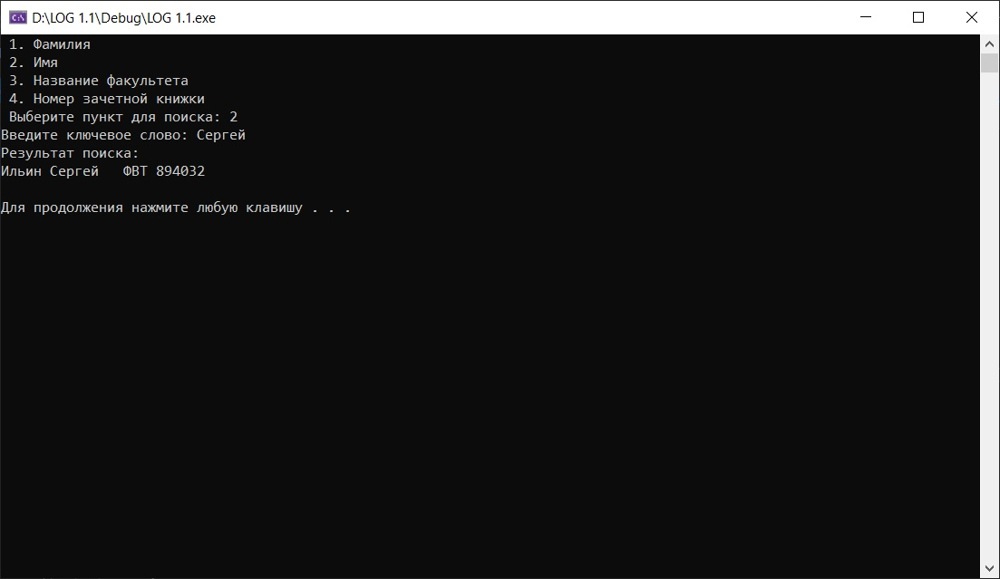 D:\LOG 1.1\Debug\LOG 1.1.exe
1. Фамилия
2. Имя
3. Название факультета
4. Номер зачетной книжки
Выберите пункт для поиска: 2
Введите ключевое слово: Сергей
Результат поиска:
Ильин Сергей   ФВТ 894032
Для продолжения нажмите любую клавишу . . .